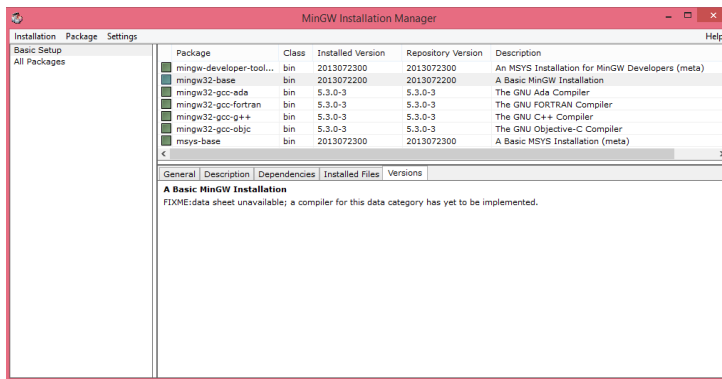 MinGW Installation Manager
Installation Package Settings Help
Basic Setup
All Packages
Package Class Installed Version Repository Version Description
mingw-developer-tool... bin 2013072300 2013072300 An MSYS Installation for MinGW Developers (meta)
mingw32-base bin 2013072200 2013072200 A Basic MinGW Installation
mingw32-gcc-ada bin 5.3.0-3 5.3.0-3 The GNU Ada Compiler
mingw32-gcc-fortran bin 5.3.0-3 5.3.0-3 The GNU FORTRAN Compiler
mingw32-gcc-g++ bin 5.3.0-3 5.3.0-3 The GNU C++ Compiler
mingw32-gcc-objc bin 5.3.0-3 5.3.0-3 The GNU Objective-C Compiler
msys-base bin 2013072300 2013072300 A Basic MSYS Installation (meta)
General Description Dependencies Installed Files Versions
A Basic MinGW Installation
FIXME:data sheet unavailable; a compiler for this data category has yet to be implemented.